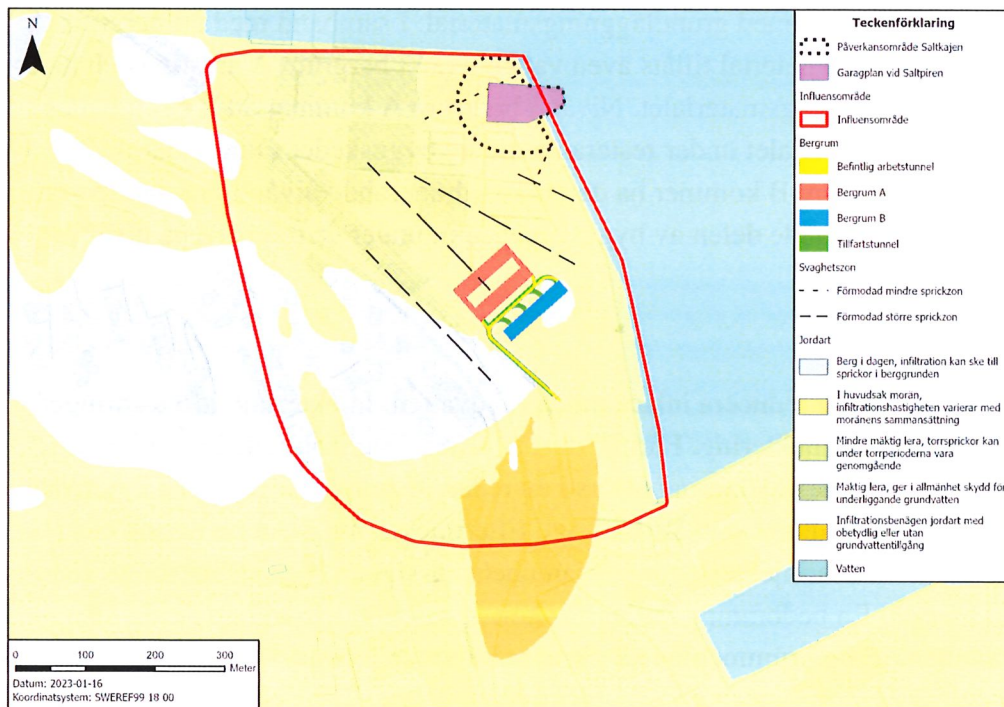 N
Teckenförklaring
Påverkansområde Saltkajen
Garagplan vid Saltpiren
Influensområde
Influensområde
Bergrum
Befintlig arbetstunnel
Bergrum A
Bergrum B
Tillfartstunnel
Svaghetszon
Förmodad mindre sprickzon
Förmodad större sprickzon
Jordart
Berg i dagen, infiltration kan ske till
sprickor i berggrunden
I huvudsak morän,
infiltrationshastigheten varierar med
moränens sammansättning
Mindre mäktig lera, torrsprickor kan
under torrperioderna vara
genomgående
Mäktig lera, ger i allmänhet skydd för
underliggande grundvatten
Infiltrationsbenägen jordart med
obetydlig eller utan
grundvattentillgång
Vatten
0 100 200 300
Meter
Datum: 2023-01-16
Koordinatsystem: SWEREF99 18 00